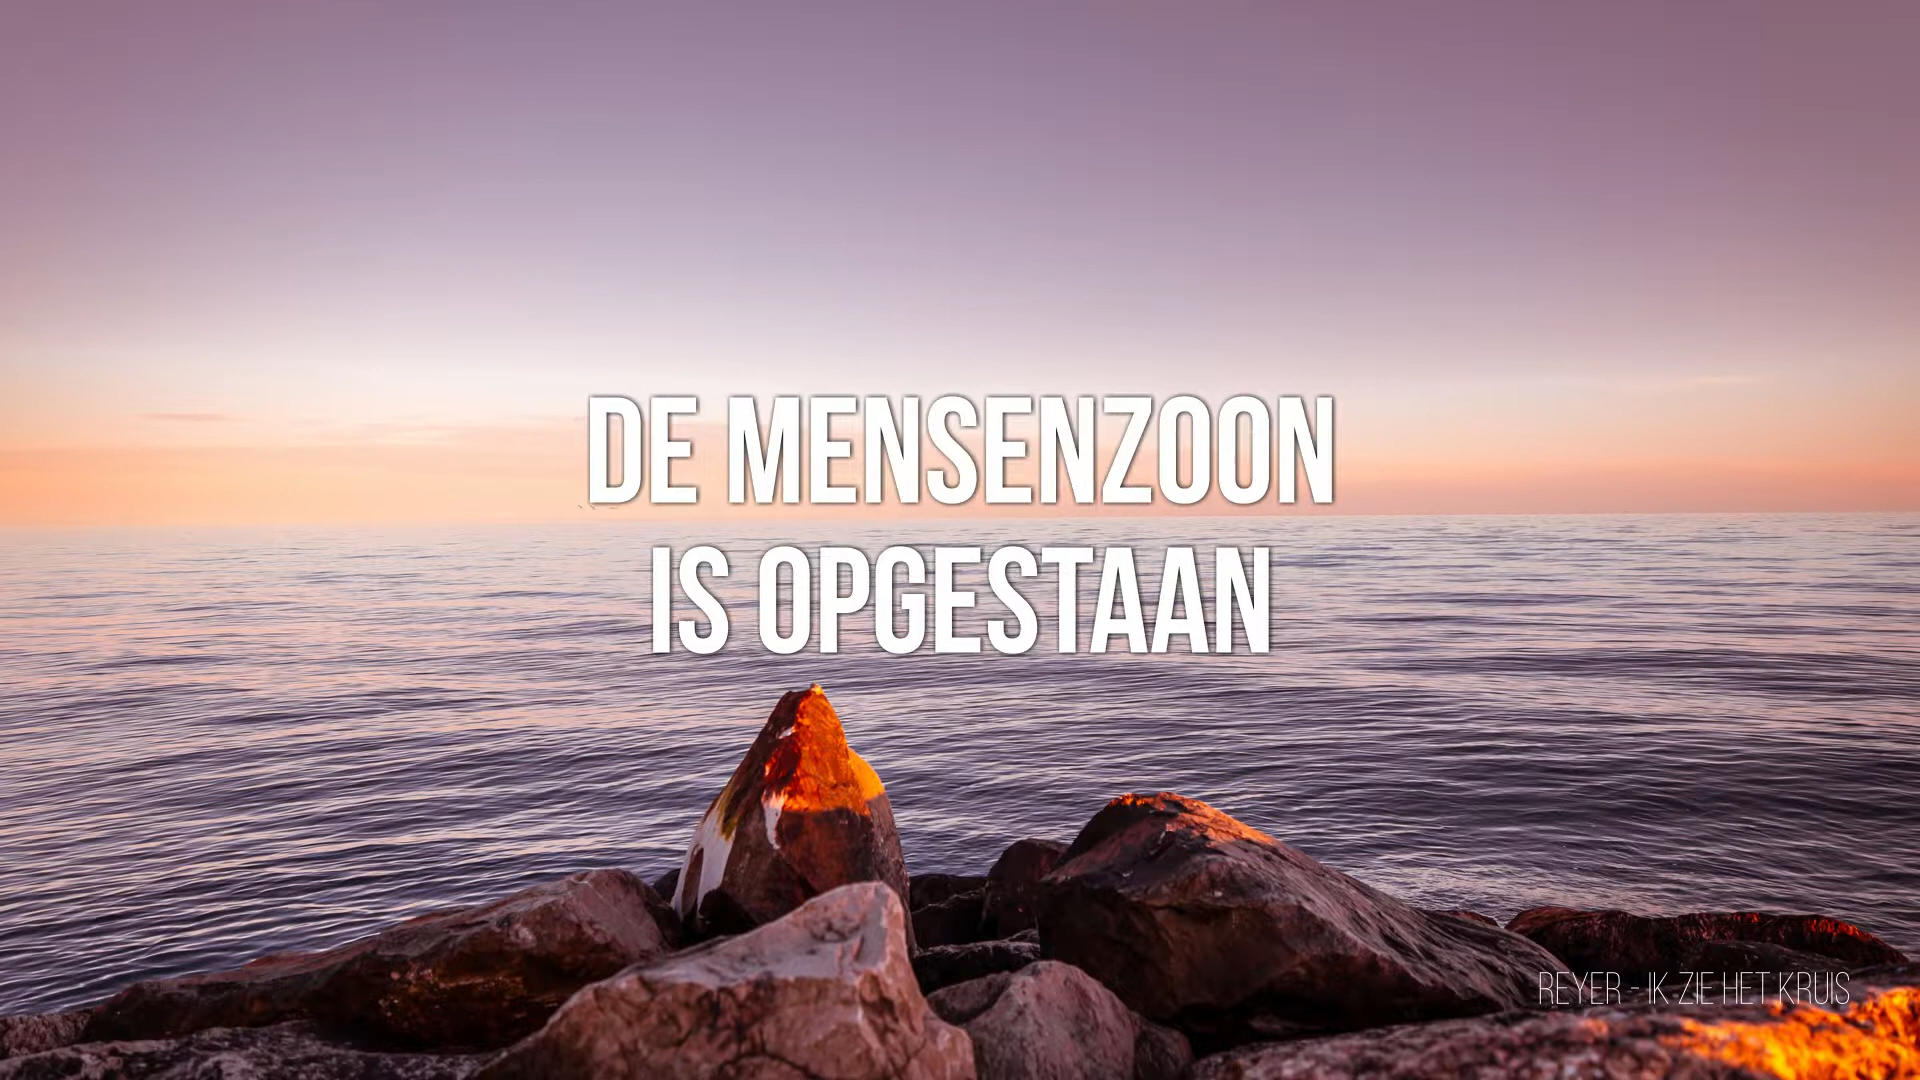 DE MENSENZOON
IS OPGESTAAN
REYER - IK ZIE HET KRUIS